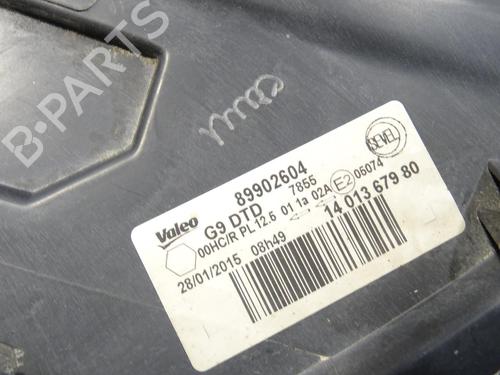 B-PARTS
SEVEL
89902604
Valeo
G9 DTD
7855
00HC/R PL 12.5 01 1a 02A E2 05074
14 013 679 80
28/01/2015 08h49